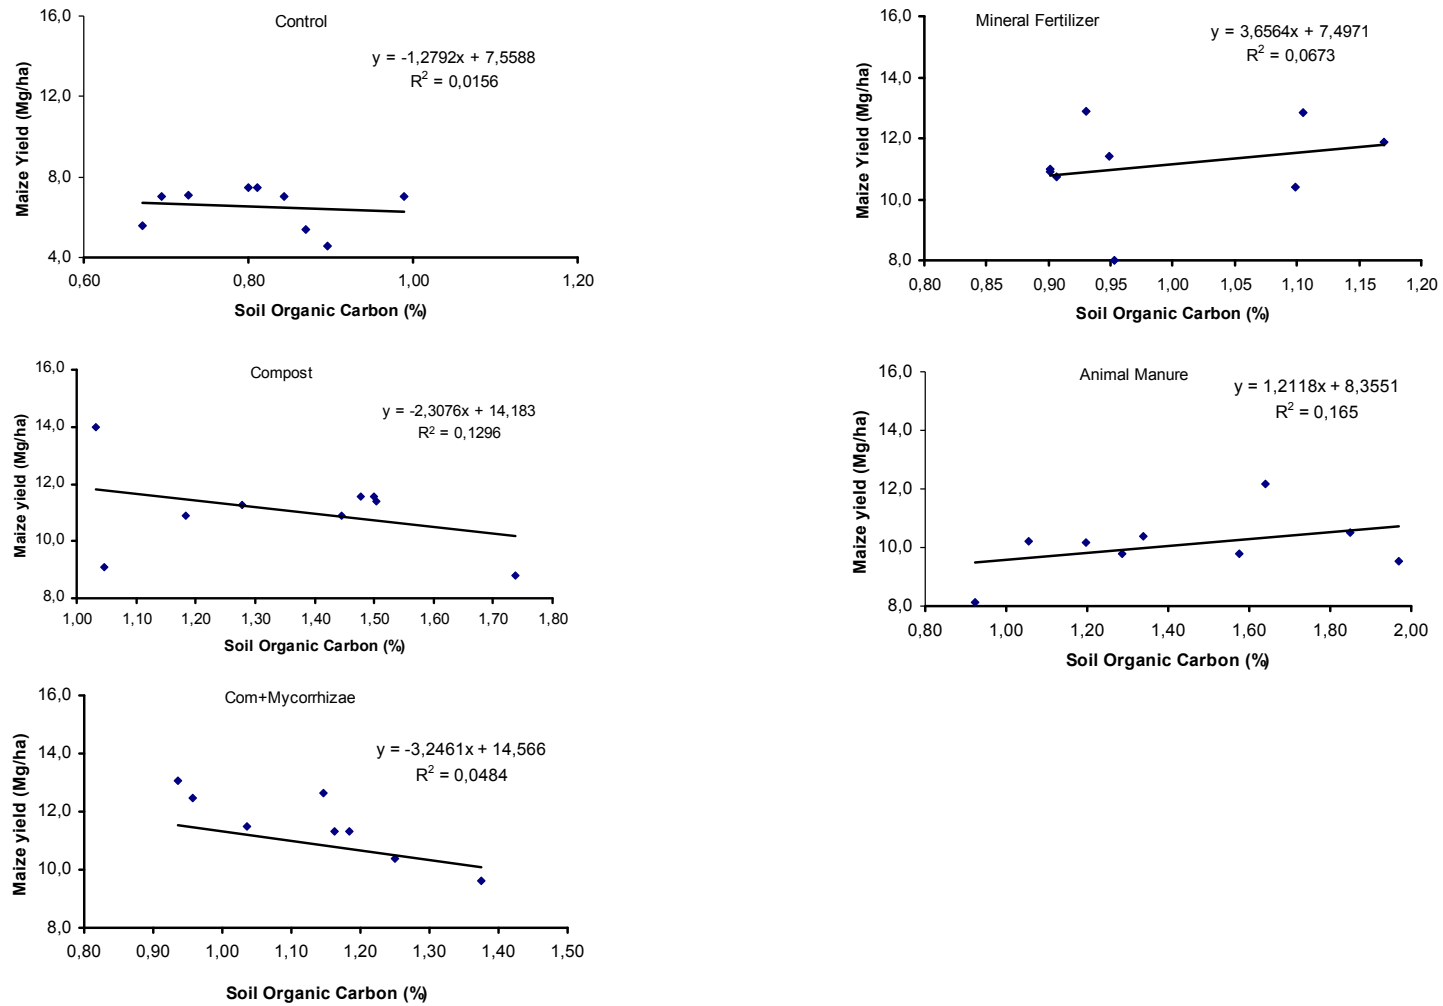 Control
y = -1,2792x + 7,5588
R2 = 0,0156
Maize Yield (Mg/ha)
16,0
12,0
8,0
4,0
0,60 0,80 1,00 1,20
Soil Organic Carbon (%)
Mineral Fertilizer
y = 3,6564x + 7,4971
R2 = 0,0673
Maize Yield (Mg/ha)
16,0
14,0
12,0
10,0
8,0
0,80 0,85 0,90 0,95 1,00 1,05 1,10 1,15 1,20
Soil Organic Carbon (%)
Compost
y = -2,3076x + 14,183
R² = 0,1296
Maize yield (Mg/ha)
16,0
14,0
12,0
10,0
8,0
1,00 1,10 1,20 1,30 1,40 1,50 1,60 1,70 1,80
Soil Organic Carbon (%)
Animal Manure
y = 1,2118x + 8,3551
R2 = 0,165
Maize yield (Mg/ha)
16,0
14,0
12,0
10,0
8,0
0,80 1,00 1,20 1,40 1,60 1,80 2,00
Soil Organic Carbon (%)
Com+Mycorrhizae
y = -3,2461x + 14,566
R2 = 0,0484
Maize yield (Mg/ha)
16,0
14,0
12,0
10,0
8,0
0,80 0,90 1,00 1,10 1,20 1,30 1,40 1,50
Soil Organic Carbon (%)